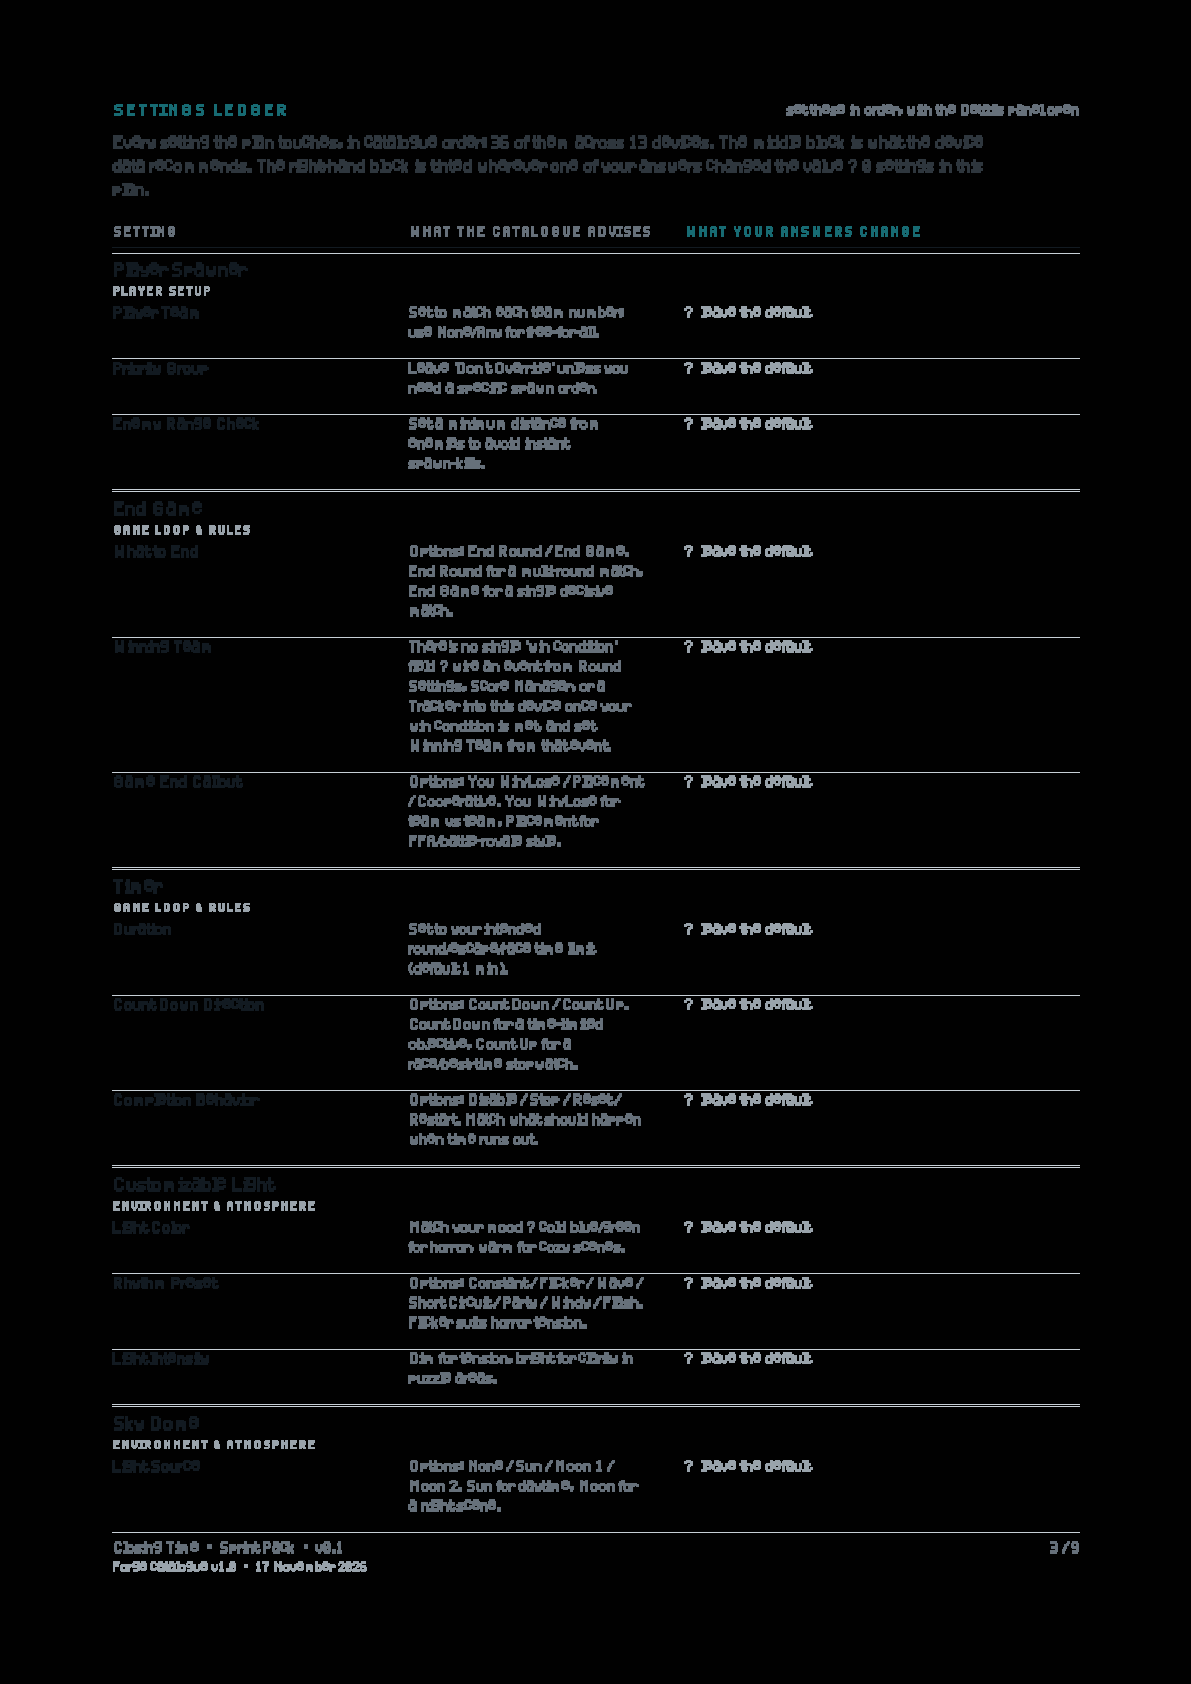 SETTINGS LEDGER
set these in order, with the Details panel open
Every setting the plan touches, in catalogue order: 36 of them across 13 devices. The middle block is what the device
data recommends. The right-hand block is tinted wherever one of your answers changed the value ? 0 settings in this
plan.
SETTING WHAT THE CATALOGUE ADVISES WHAT YOUR ANSWERS CHANGE
Player Spawner
PLAYER SETUP
Player Team Set to match each team number; ? leave the default
use None/Any for free-for-all.
Priority Group Leave 'Don't Override' unless you ? leave the default
need a specific spawn order.
Enemy Range Check Set a minimum distance from ? leave the default
enemies to avoid instant
spawn-kills.
End Game
GAME LOOP & RULES
What to End Options: End Round / End Game. ? leave the default
End Round for a multi-round match,
End Game for a single decisive
match.
Winning Team There's no single 'win condition' ? leave the default
field ? wire an event from Round
Settings, Score Manager, or a
Tracker into this device once your
win condition is met, and set
Winning Team from that event.
Game End Callout Options: You Win/Lose / Placement ? leave the default
/ Cooperative. You Win/Lose for
team vs team, Placement for
FFA/battle-royale style.
Timer
GAME LOOP & RULES
Duration Set to your intended ? leave the default
round/escape/race time limit
(default 1 min).
Count Down Direction Options: Count Down / Count Up. ? leave the default
Count Down for a time-limited
objective, Count Up for a
race/best-time stopwatch.
Completion Behavior Options: Disable / Stop / Reset / ? leave the default
Restart. Match what should happen
when time runs out.
Customizable Light
ENVIRONMENT & ATMOSPHERE
Light Color Match your mood ? cold blue/green ? leave the default
for horror, warm for cozy scenes.
Rhythm Preset Options: Constant / Flicker / Wave / ? leave the default
Short Circuit / Party / Windy / Flash.
Flicker suits horror tension.
Light Intensity Dim for tension, bright for clarity in ? leave the default
puzzle areas.
Sky Dome
ENVIRONMENT & ATMOSPHERE
Light Source Options: None / Sun / Moon 1 / ? leave the default
Moon 2. Sun for daytime, Moon for
a night scene.
Closing Time • Sprint Pack • v0.1 3 / 9
Forge Catalogue v1.0 • 17 November 2026